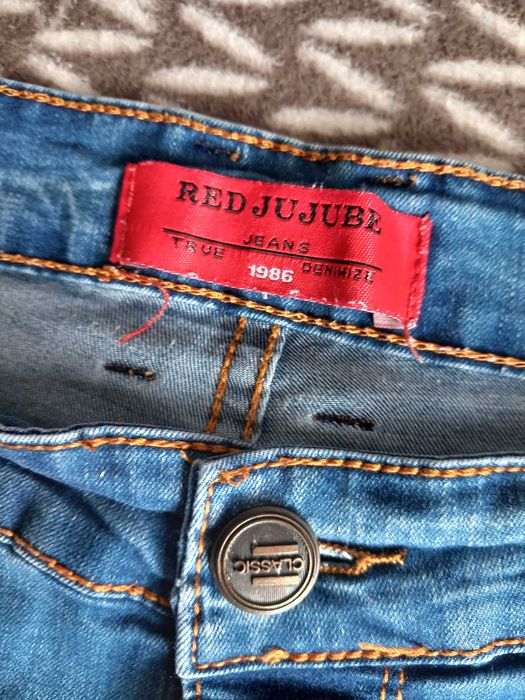 RED JUJUBE
JEANS
TRUE 1986 DENIMIZE
CLASSIC